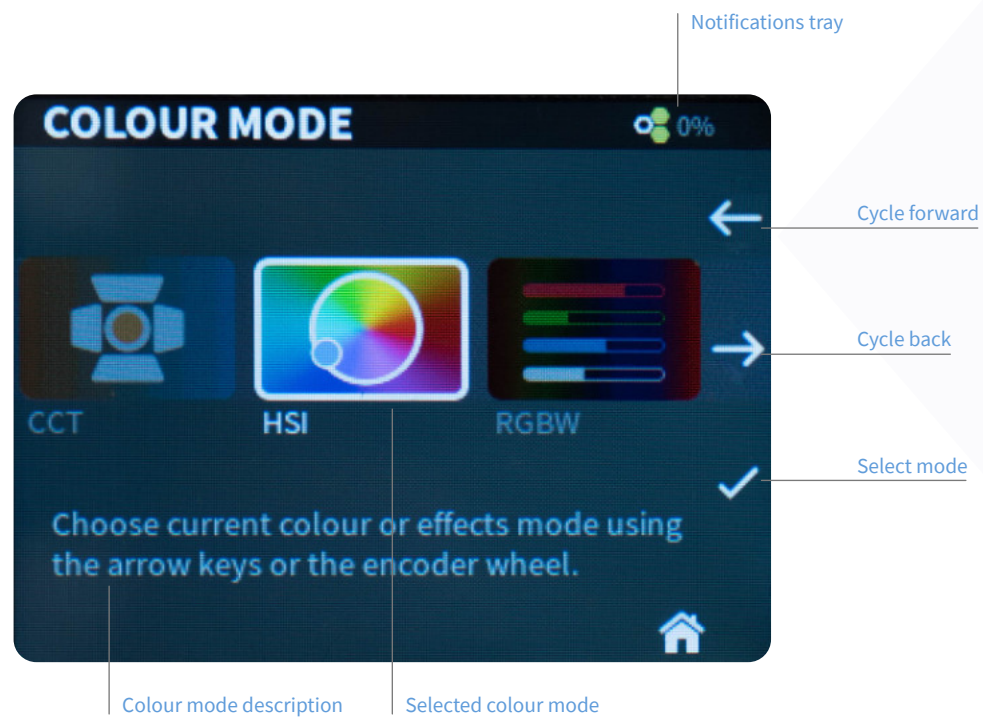 Notifications tray
COLOUR MODE
0%
Cycle forward
Cycle back
CCT
HSI
RGBW
Select mode
Choose current colour or effects mode using
the arrow keys or the encoder wheel.
Colour mode description
Selected colour mode